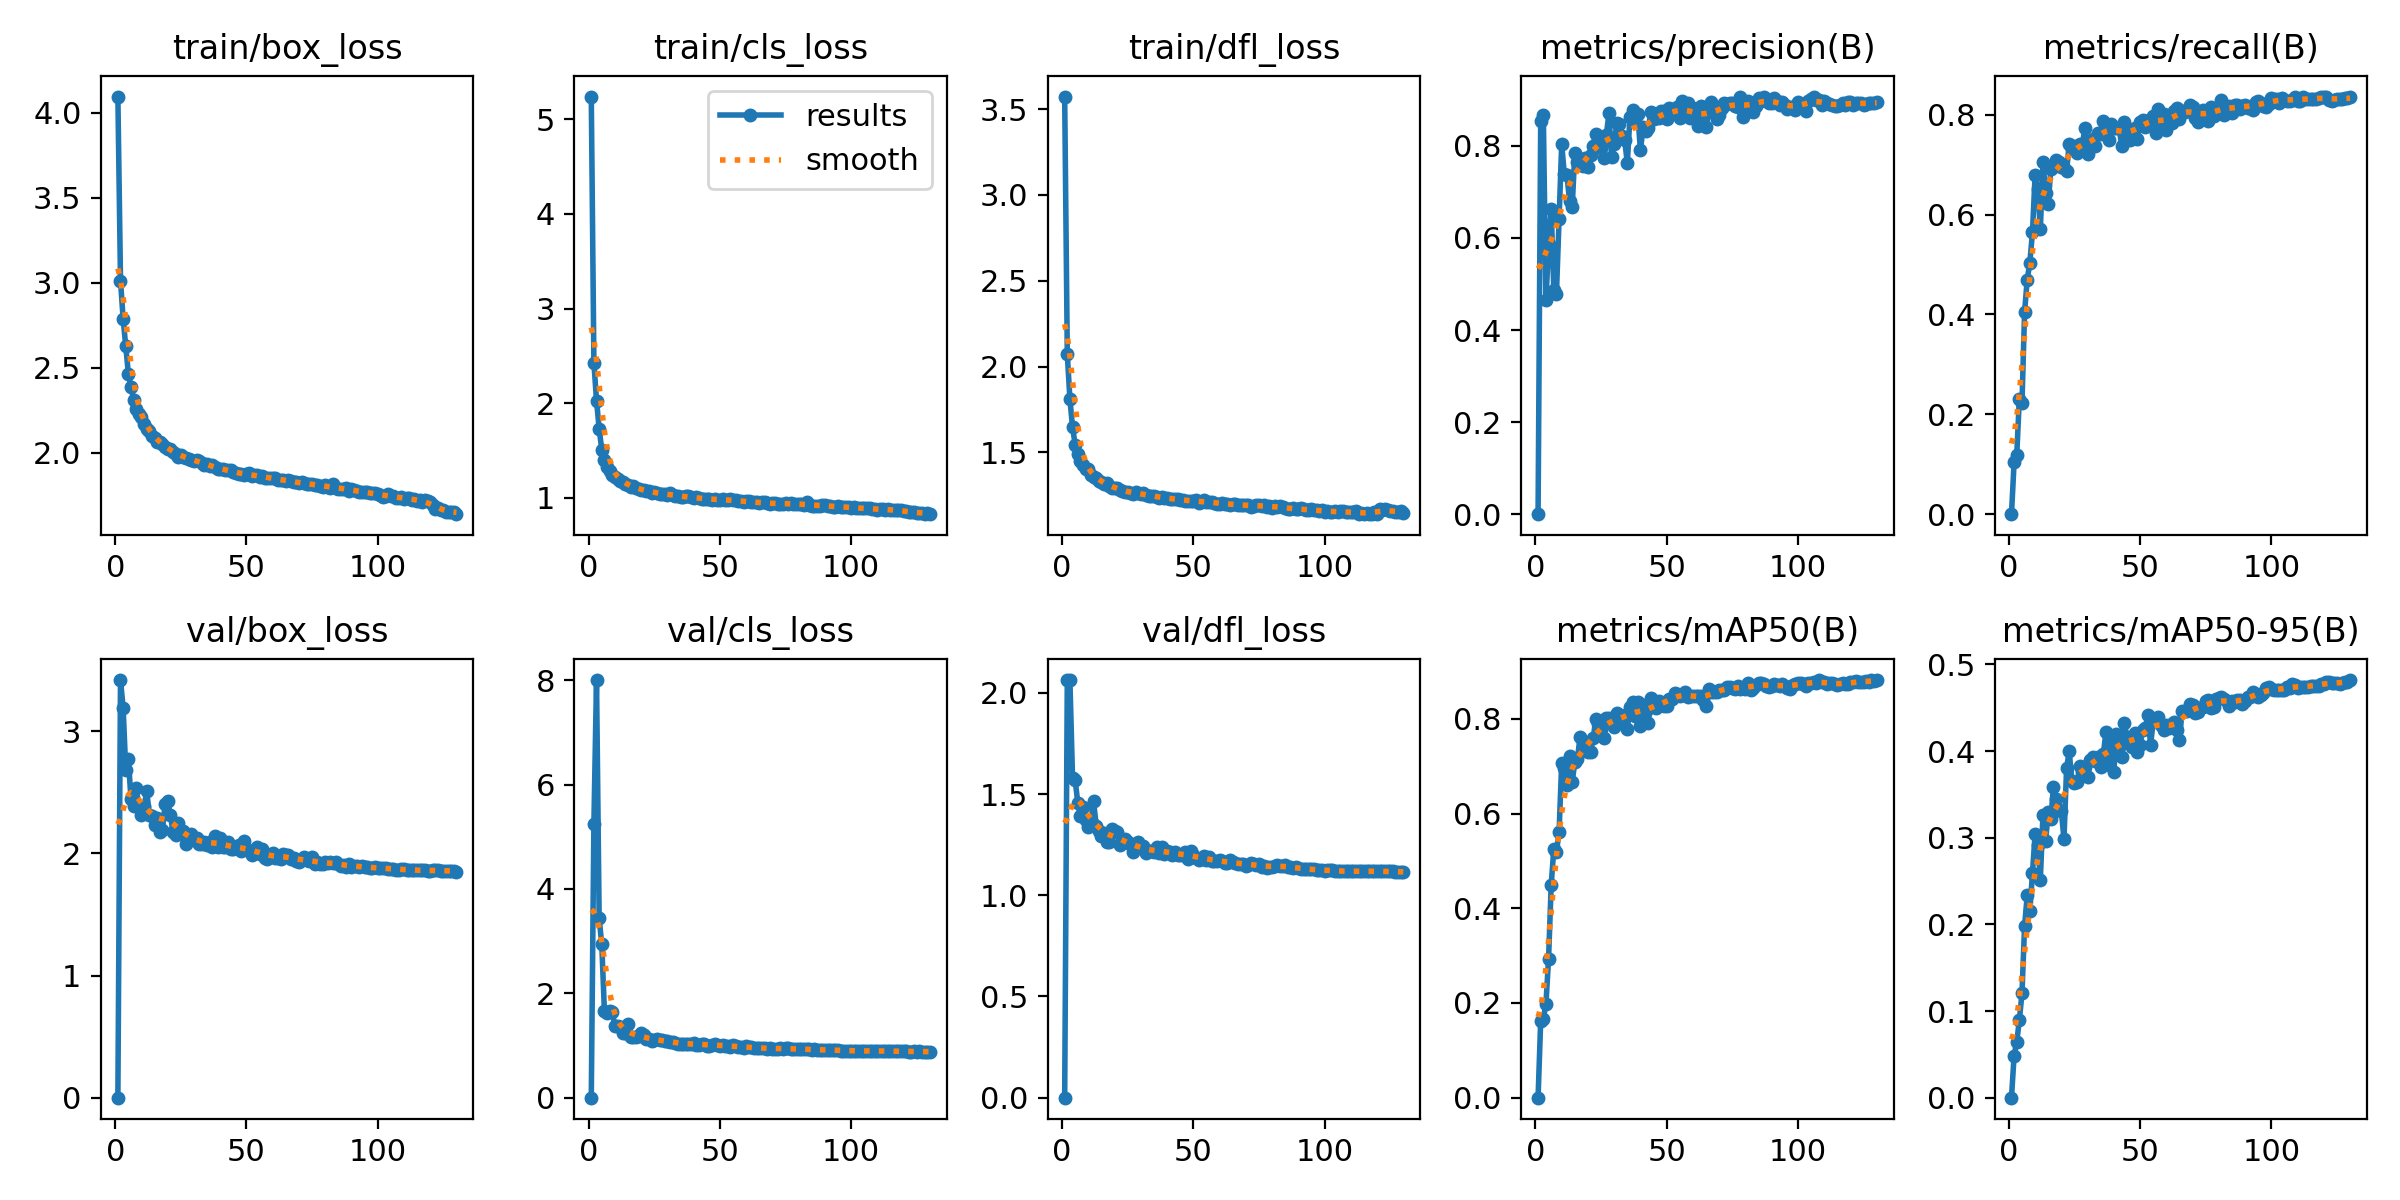 train/box_loss
4.0
3.5
3.0
2.5
2.0
0 50 100
train/cls_loss
results
smooth
5
4
3
2
1
0 50 100
train/dfl_loss
3.5
3.0
2.5
2.0
1.5
0 50 100
metrics/precision(B)
0.8
0.6
0.4
0.2
0.0
0 50 100
metrics/recall(B)
0.8
0.6
0.4
0.2
0.0
0 50 100
val/box_loss
3
2
1
0
0 50 100
val/cls_loss
8
6
4
2
0
0 50 100
val/dfl_loss
2.0
1.5
1.0
0.5
0.0
0 50 100
metrics/mAP50(B)
0.8
0.6
0.4
0.2
0.0
0 50 100
metrics/mAP50-95(B)
0.5
0.4
0.3
0.2
0.1
0.0
0 50 100